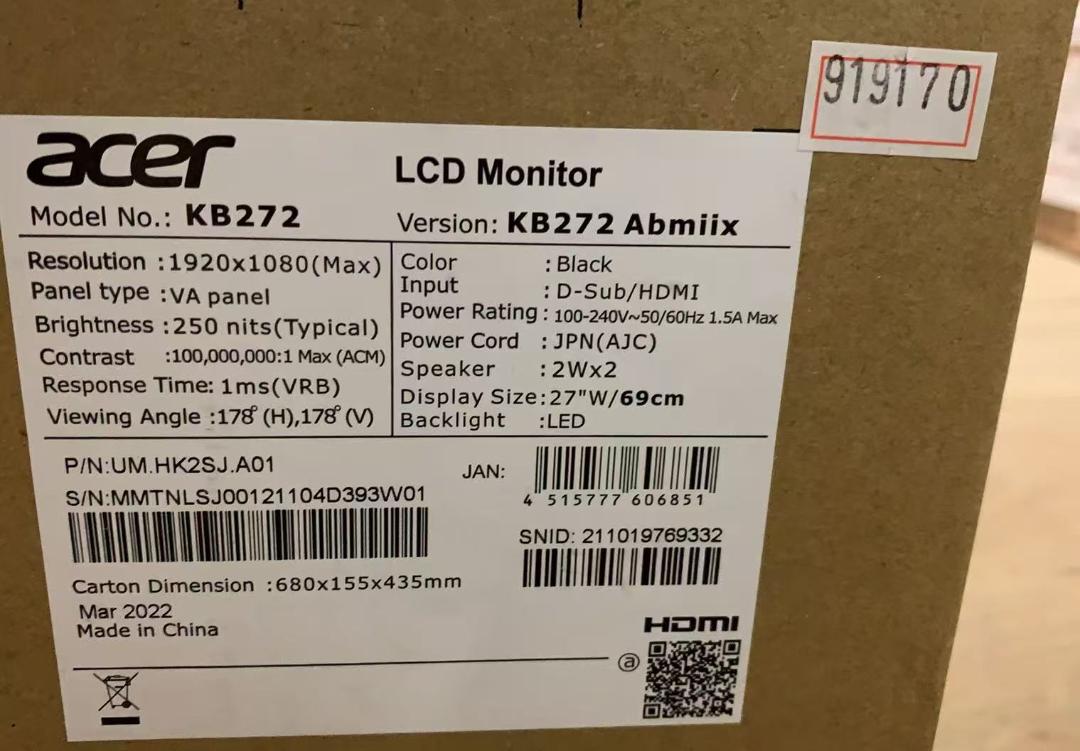 919170
acer
LCD Monitor
Model No.: KB272
Version: KB272 Abmiix
Resolution :1920x1080(Max)
Panel type :VA panel
Brightness :250 nits(Typical)
Contrast :100,000,000:1 Max (ACM)
Response Time: 1ms(VRB)
Viewing Angle :178° (H),178° (V)
Color : Black
Input : D-Sub/HDMI
Power Rating : 100-240V~50/60Hz 1.5A Max
Power Cord : JPN(AJC)
Speaker : 2Wx2
Display Size:27"W/69cm
Backlight :LED
P/N:UM.HK2SJ.A01
S/N:MMTNLSJ00121104D393W01
JAN:
4 515777 606851
SNID: 211019769332
Carton Dimension :680x155x435mm
Mar 2022
Made in China
HDMI
@